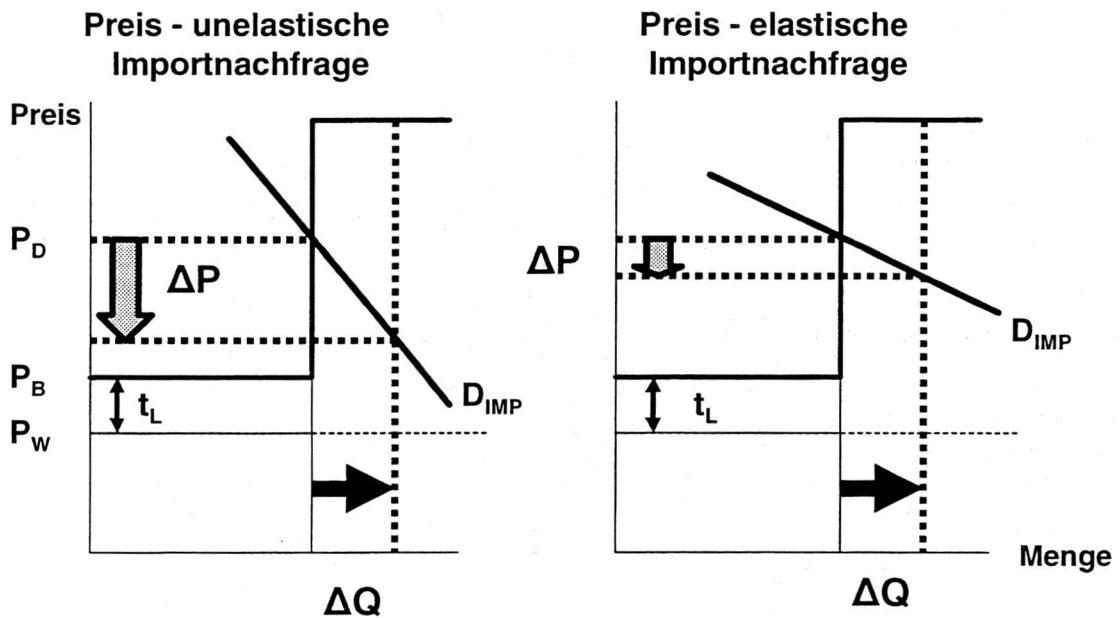 Preis - unelastische
Importnachfrage
Preis
P_D
ΔP
P_B
t_L
P_W
D_IMP
ΔQ
Preis - elastische
Importnachfrage
ΔP
t_L
D_IMP
Menge
ΔQ